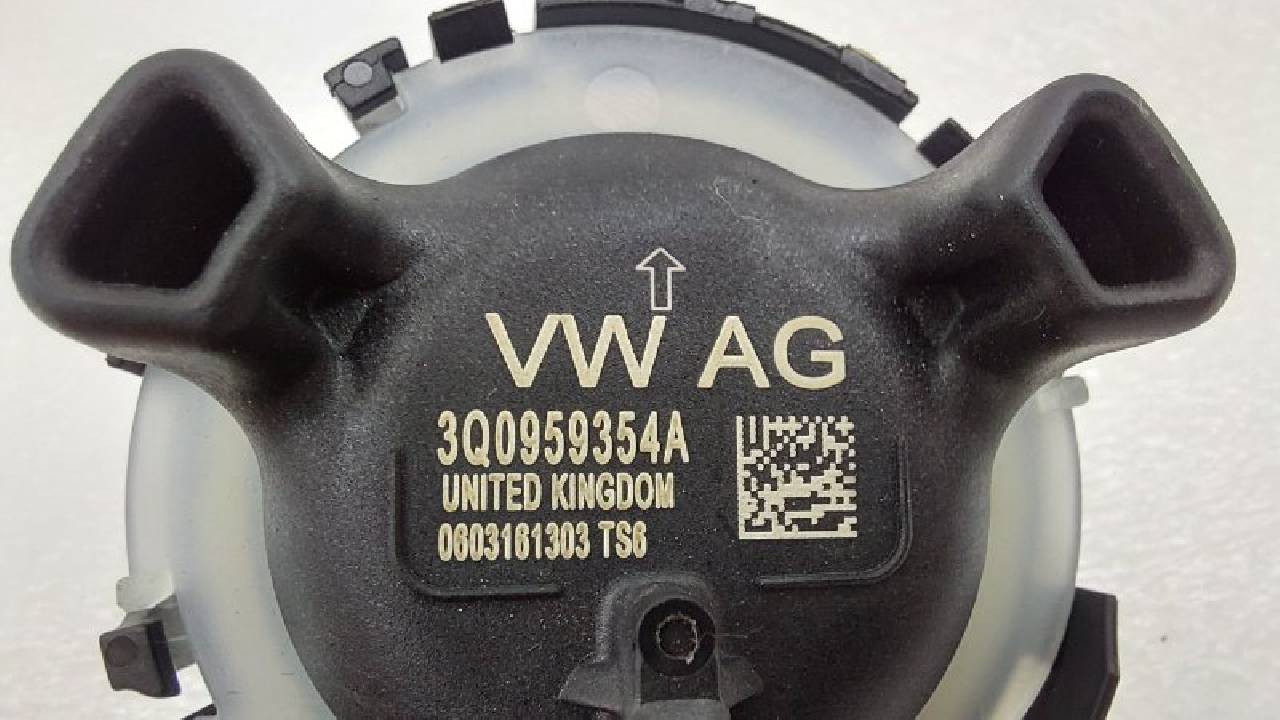 VW AG
3Q0959354A
UNITED KINGDOM
0603161303 TS6